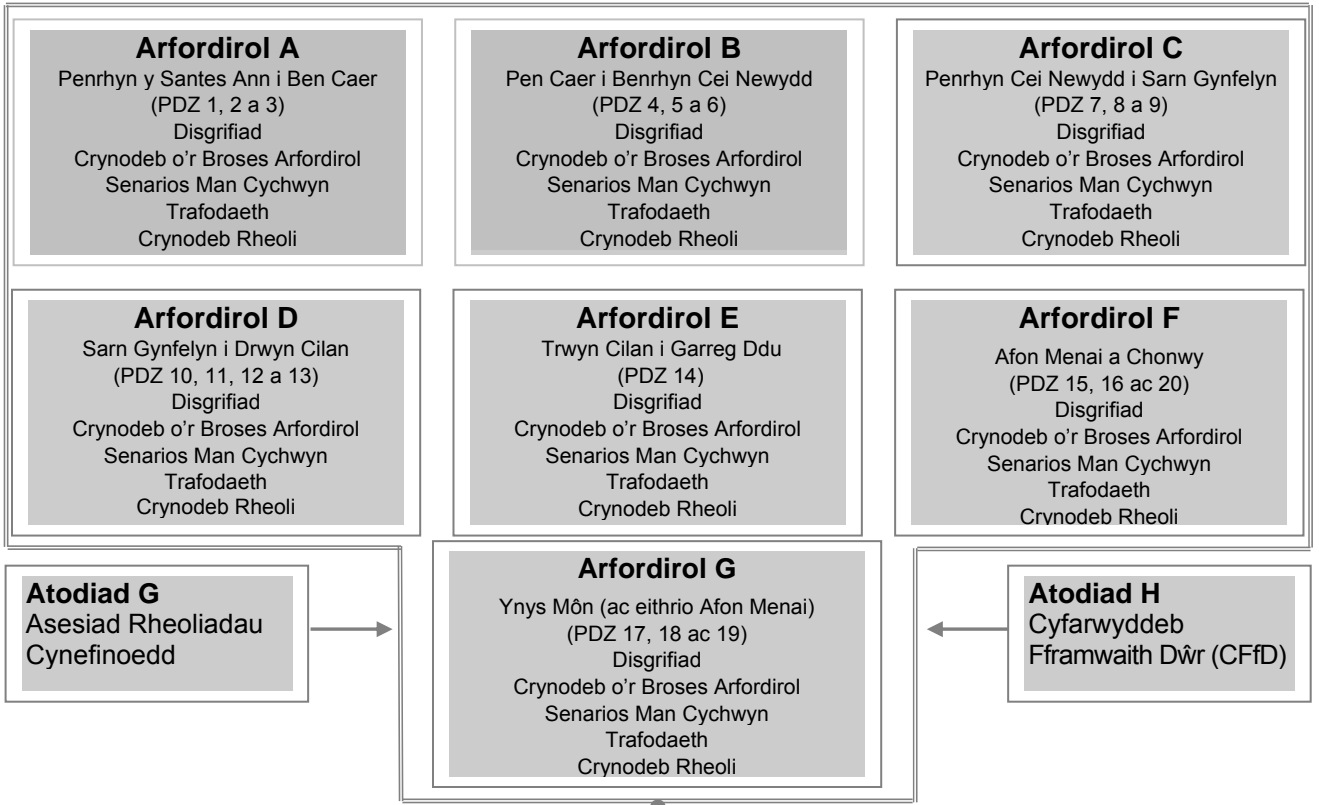 Arfordirol A
Penrhyn y Santes Ann i Ben Caer
(PDZ 1, 2 a 3)
Disgrifiad
Crynodeb o'r Broses Arfordirol
Senarios Man Cychwyn
Trafodaeth
Crynodeb Rheoli
Arfordirol B
Pen Caer i Benrhyn Cei Newydd
(PDZ 4, 5 a 6)
Disgrifiad
Crynodeb o'r Broses Arfordirol
Senarios Man Cychwyn
Trafodaeth
Crynodeb Rheoli
Arfordirol C
Penrhyn Cei Newydd i Sarn Gynfelyn
(PDZ 7, 8 a 9)
Disgrifiad
Crynodeb o'r Broses Arfordirol
Senarios Man Cychwyn
Trafodaeth
Crynodeb Rheoli
Arfordirol D
Sarn Gynfelyn i Drwyn Cilan
(PDZ 10, 11, 12 a 13)
Disgrifiad
Crynodeb o'r Broses Arfordirol
Senarios Man Cychwyn
Trafodaeth
Crynodeb Rheoli
Arfordirol E
Trwyn Cilan i Garreg Ddu
(PDZ 14)
Disgrifiad
Crynodeb o'r Broses Arfordirol
Senarios Man Cychwyn
Trafodaeth
Crynodeb Rheoli
Arfordirol F
Afon Menai a Chonwy
(PDZ 15, 16 ac 20)
Disgrifiad
Crynodeb o'r Broses Arfordirol
Senarios Man Cychwyn
Trafodaeth
Crynodeb Rheoli
Atodiad G
Asesiad Rheoliadau
Cynefinoedd
Arfordirol G
Ynys Môn (ac eithrio Afon Menai)
(PDZ 17, 18 ac 19)
Disgrifiad
Crynodeb o'r Broses Arfordirol
Senarios Man Cychwyn
Trafodaeth
Crynodeb Rheoli
Atodiad H
Cyfarwyddeb
Fframwaith Dŵr (CFfD)